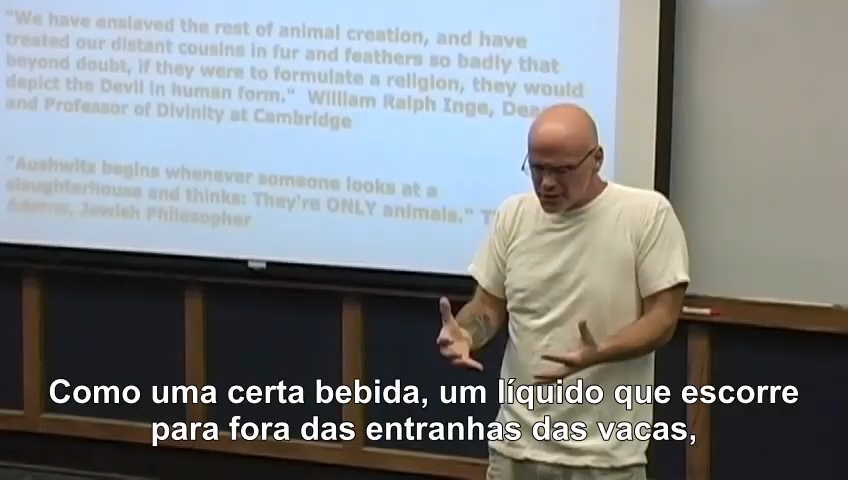 "We have enslaved the rest of animal creation, and have
treated our distant cousins in fur and feathers so badly that
beyond doubt, if they were to formulate a religion, they would
depict the Devil in human form." William Ralph Inge, Dean
and Professor of Divinity at Cambridge
"Aushwitz begins whenever someone looks at a
slaughterhouse and thinks: They're ONLY animals." T
Adorno, Jewish Philosopher
Como uma certa bebida, um líquido que escorre
para fora das entranhas das vacas,